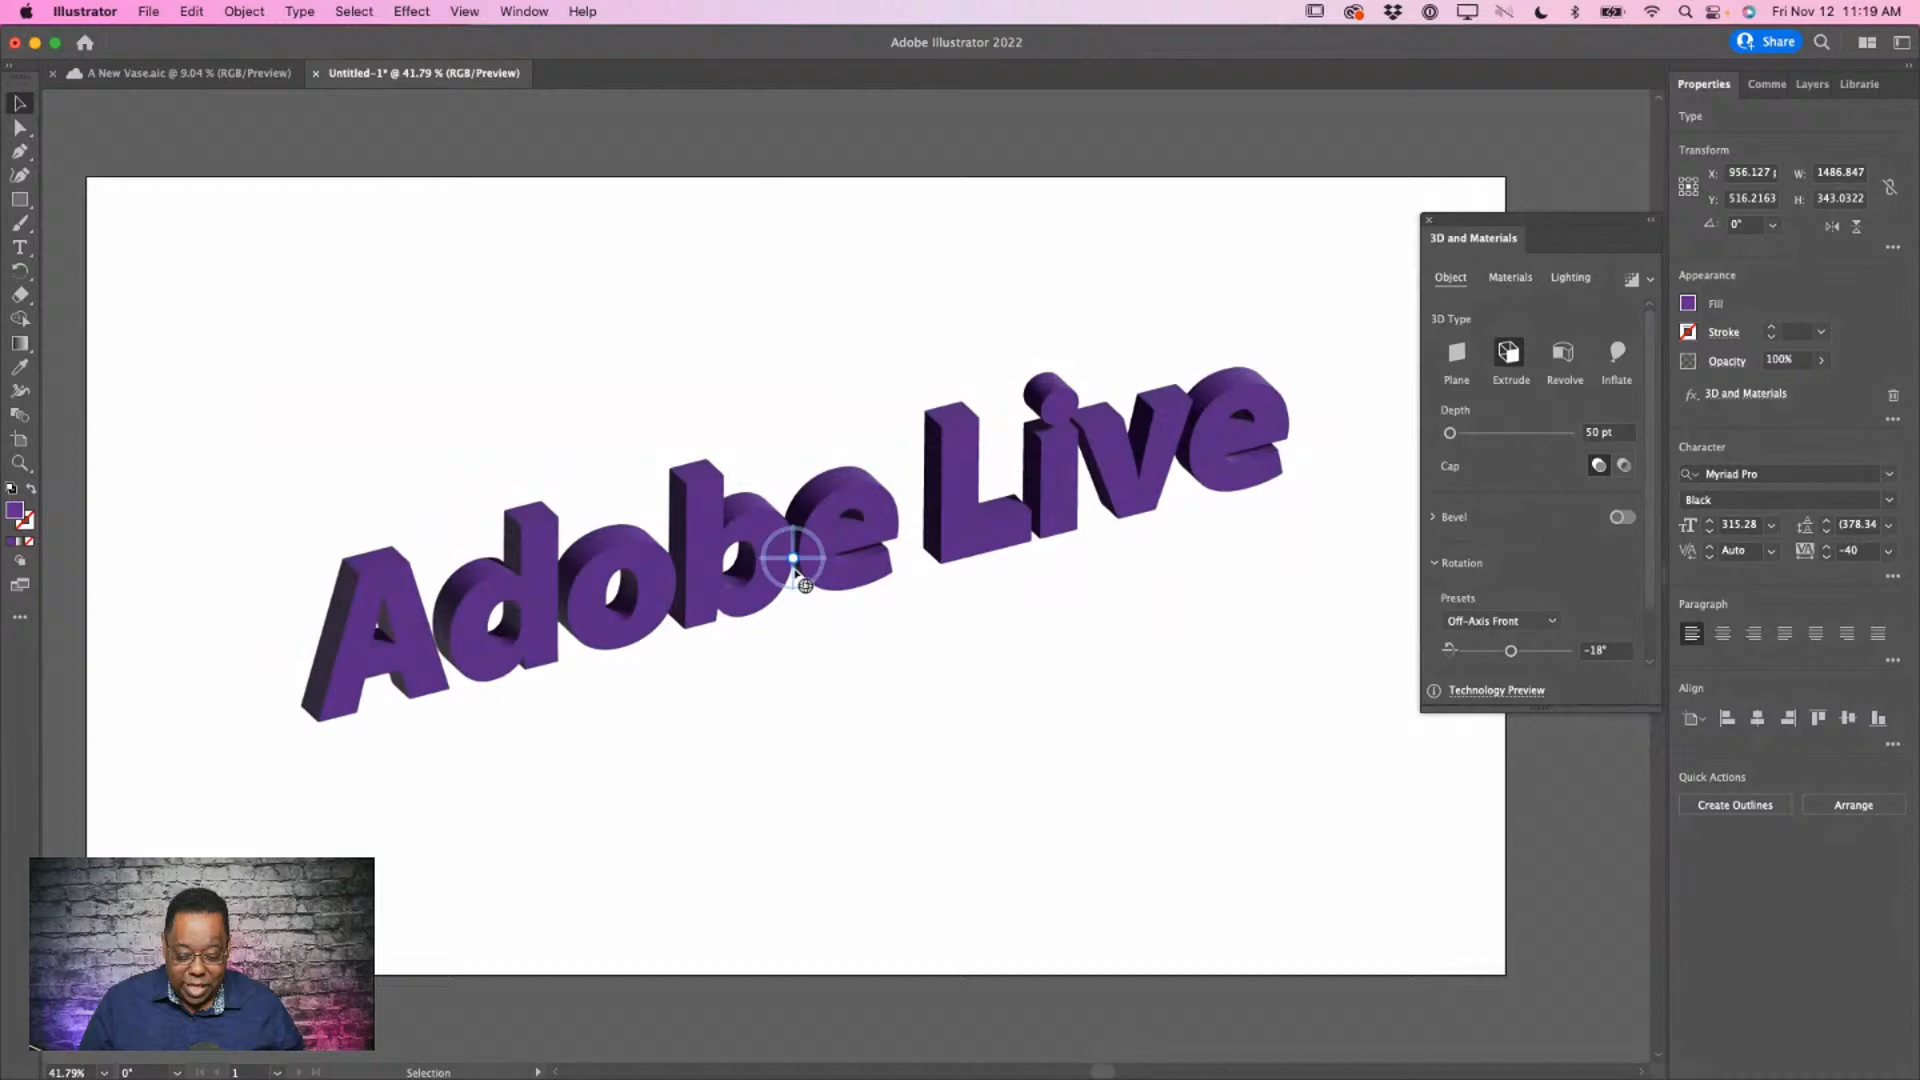 Illustrator File Edit Object Type Select Effect View Window Help Fri Nov 12 11:19 AM
Adobe Illustrator 2022
Share
A New Vase.aic @ 9.04 % (RGB/Preview)
Untitled-1* @ 41.79 % (RGB/Preview)
Properties Comme Layers Librarie
Type
Transform
X: 956.127 W: 1486.847
Y: 516.2163 H: 343.0322
0°
Appearance
Fill
Stroke
Opacity 100%
fx 3D and Materials
Character
Myriad Pro
Black
315.28 (378.34
Auto -40
Paragraph
Align
Quick Actions
Create Outlines Arrange
3D and Materials
Object Materials Lighting
3D Type
Plane Extrude Revolve Inflate
Depth
50 pt
Cap
Bevel
Rotation
Presets
Off-Axis Front
-18°
Technology Preview
Adobe Live
41.79% 0° 1 Selection